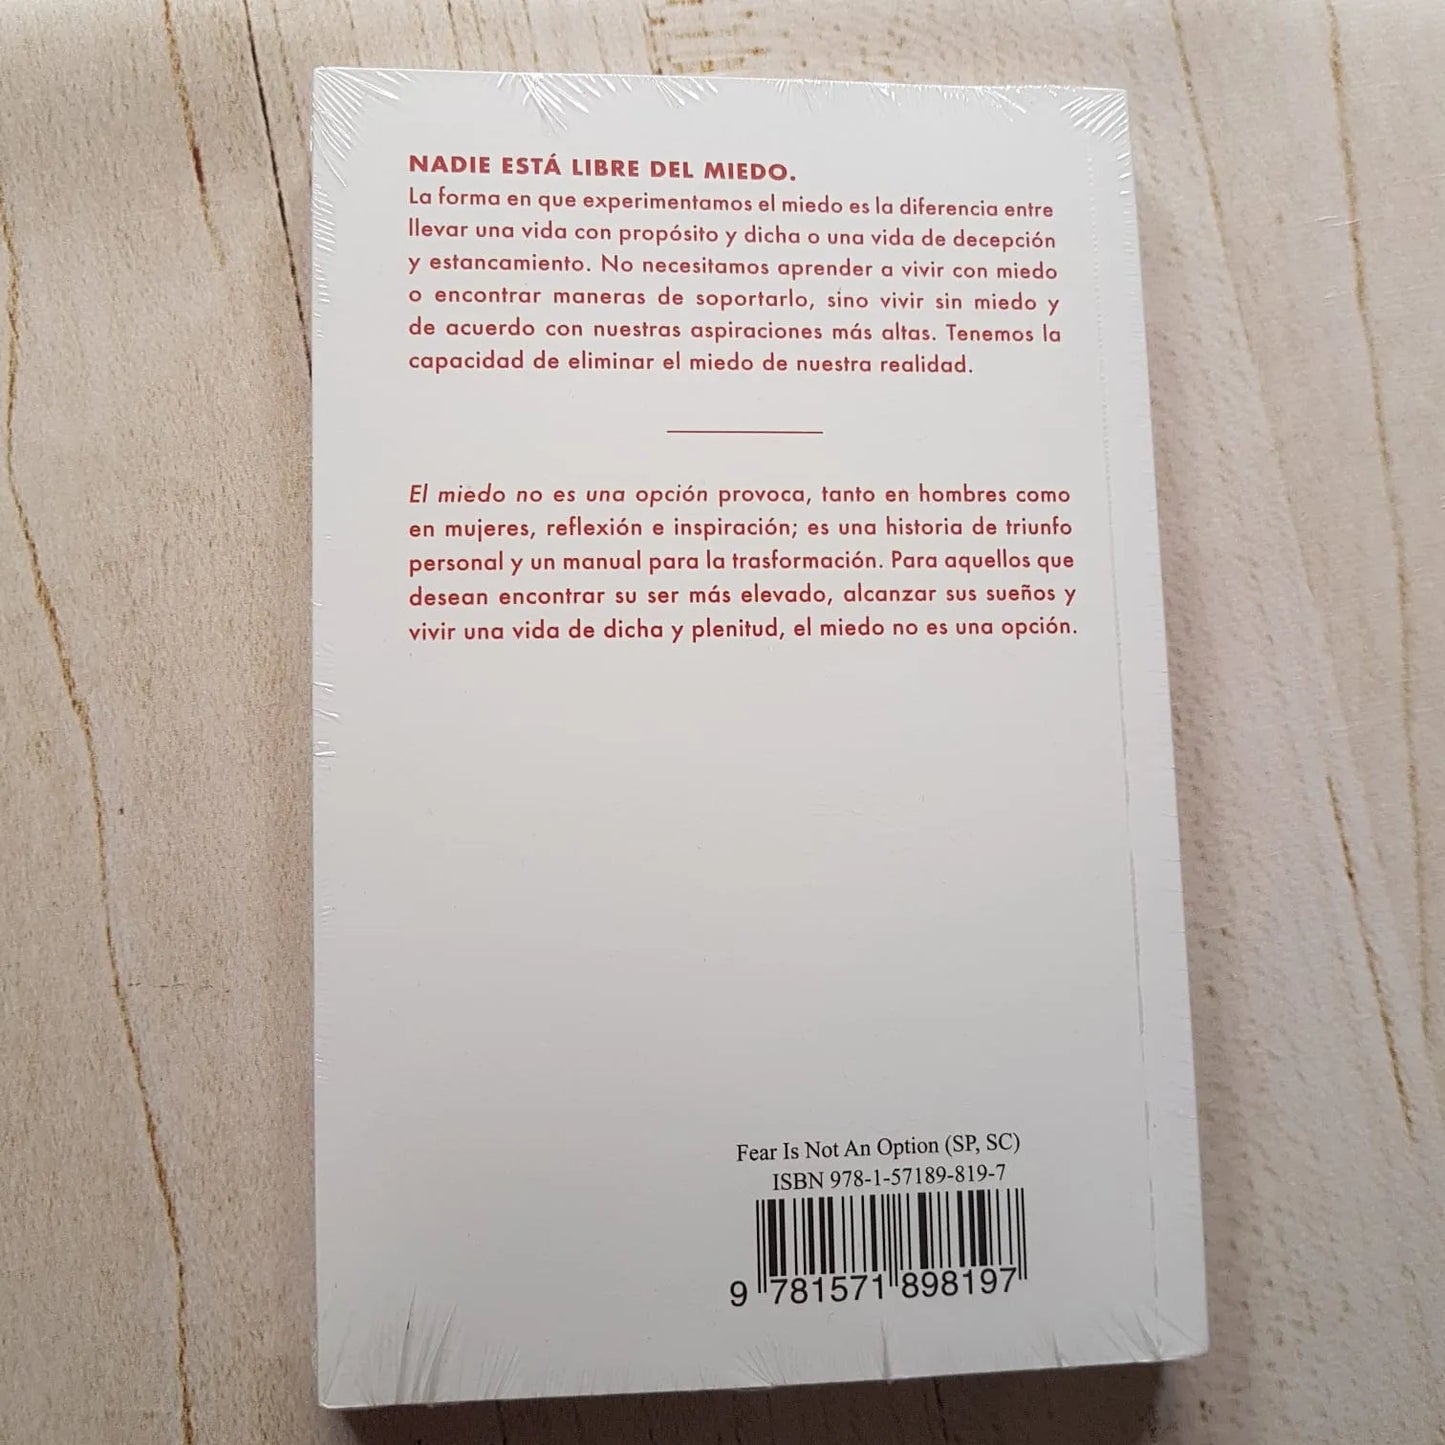 NADIE ESTÁ LIBRE DEL MIEDO.
La forma en que experimentamos el miedo es la diferencia entre
llevar una vida con propósito y dicha o una vida de decepción
y estancamiento. No necesitamos aprender a vivir con miedo
o encontrar maneras de soportarlo, sino vivir sin miedo y
de acuerdo con nuestras aspiraciones más altas. Tenemos la
capacidad de eliminar el miedo de nuestra realidad.
El miedo no es una opción provoca, tanto en hombres como
en mujeres, reflexión e inspiración; es una historia de triunfo
personal y un manual para la trasformación. Para aquellos que
desean encontrar su ser más elevado, alcanzar sus sueños y
vivir una vida de dicha y plenitud, el miedo no es una opción.
Fear Is Not An Option (SP, SC)
ISBN 978-1-57189-819-7
9 781571 898197